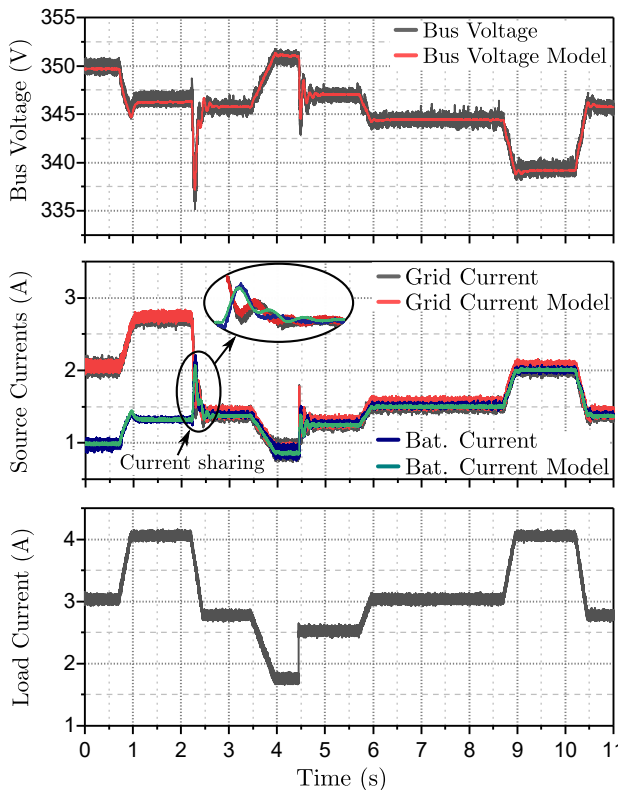 355
350
345
340
335
Bus Voltage (V)
Bus Voltage
Bus Voltage Model
3
2
1
Source Currents (A)
Grid Current
Grid Current Model
Current sharing
Bat. Current
Bat. Current Model
4
3
2
1
Load Current (A)
0 1 2 3 4 5 6 7 8 9 10 11
Time (s)